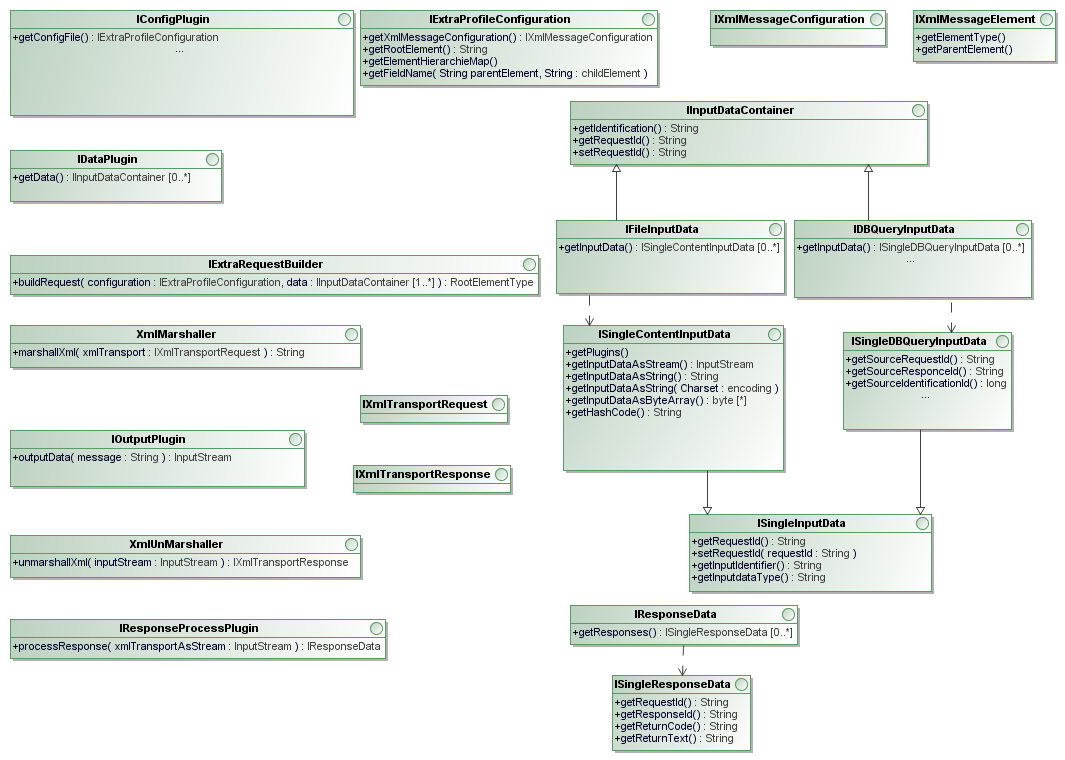 IConfigPlugin
+getConfigFile() : IExtraProfileConfiguration
...
IExtraProfileConfiguration
+getXmlMessageConfiguration() : IXmlMessageConfiguration
+getRootElement() : String
+getElementHierarchieMap()
+getFieldName( String parentElement, String : childElement )
IXmlMessageConfiguration
IXmlMessageElement
+getElementType()
+getParentElement()
IInputDataContainer
+getIdentification() : String
+getRequestId() : String
+setRequestId() : String
IDataPlugin
+getData() : IInputDataContainer [0..*]
IFileInputData
+getInputData() : ISingleContentInputData [0..*]
IDBQueryInputData
+getInputData() : ISingleDBQueryInputData [0..*]
...
IExtraRequestBuilder
+buildRequest( configuration : IExtraProfileConfiguration, data : IInputDataContainer [1..*] ) : RootElementType
XmlMarshaller
+marshallXml( xmlTransport : IXmlTransportRequest ) : String
ISingleContentInputData
+getPlugins()
+getInputDataAsStream() : InputStream
+getInputDataAsString() : String
+getInputDataAsString( Charset : encoding )
+getInputDataAsByteArray() : byte [*]
+getHashCode() : String
ISingleDBQueryInputData
+getSourceRequestId() : String
+getSourceResponceId() : String
+getSourceIdentificationId() : long
...
IXmlTransportRequest
IOutputPlugin
+outputData( message : String ) : InputStream
IXmlTransportResponse
ISingleInputData
+getRequestId() : String
+setRequestId( requestId : String )
+getInputIdentifier() : String
+getInputdataType() : String
XmlUnMarshaller
+unmarshallXml( inputStream : InputStream ) : IXmlTransportResponse
IResponseProcessPlugin
+processResponse( xmlTransportAsStream : InputStream ) : IResponseData
IResponseData
+getResponses() : ISingleResponseData [0..*]
ISingleResponseData
+getRequestId() : String
+getResponseId() : String
+getReturnCode() : String
+getReturnText() : String